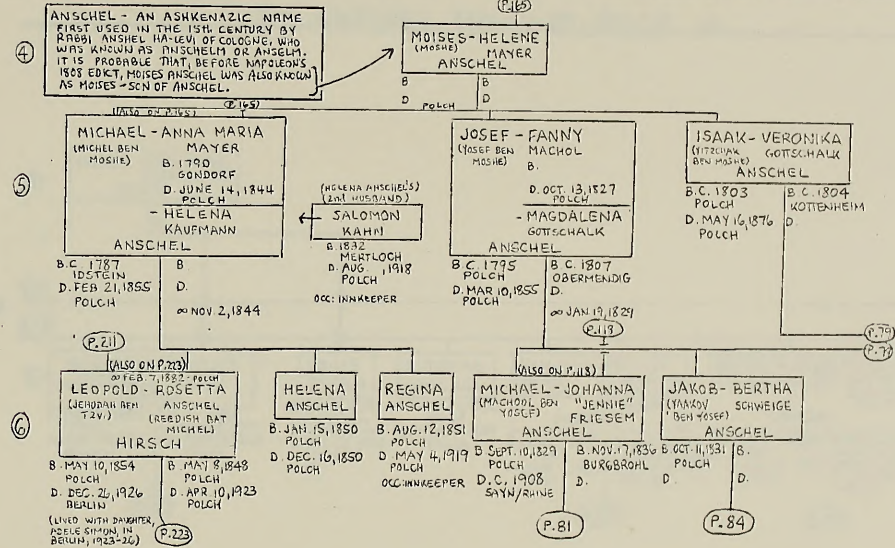 P.165
ANSCHEL - AN ASHKENAZIC NAME
FIRST USED IN THE 15TH CENTURY BY
RABBI ANSHEL HA-LEVI OF COLOGNE, WHO
WAS KNOWN AS ANSCHELM OR ANSELM.
IT IS PROBABLE THAT, BEFORE NAPOLEON'S
1808 EDICT, MOISES ANSCHEL WAS ALSO KNOWN
AS MOISES - SON OF ANSCHEL.
4
MOISES - HELENE
(MOSHE) MAYER
ANSCHEL
B B
D. D.
POLCH
(P.165)
(ALSO ON P.165)
5
MICHAEL - ANNA MARIA
(MICHEL BEN MOSHE) MAYER
B. 1790
GONDORF
D. JUNE 14, 1844
POLCH
- HELENA
KAUFMANN
ANSCHEL
B.C. 1787
IDSTEIN
D. FEB 21, 1855
POLCH
B
D.
∞ NOV. 2, 1844
(HELENA ANSCHEL'S)
(2nd HUSBAND)
SALOMON
KAHN
B. 1832
MERTLOCH
D. AUG. , 1918
POLCH
OCC: INNKEEPER
JOSEF - FANNY
(YOSEF BEN MOSHE) MACHOL
B.
D. OCT. 13, 1827
POLCH
- MAGDALENA
GOTTSCHALK
ANSCHEL
B.C. 1795
POLCH
D. MAR 10, 1855
POLCH
B.C. 1807
OBERMENDIG
D.
∞ JAN 19, 1829
P.118
ISAAK - VERONIKA
(YITZCHAK BEN MOSHE) GOTTSCHALK
ANSCHEL
B.C. 1803
POLCH
D. MAY 16, 1876
POLCH
B C. 1804
KOTTENHEIM
D.
P.79
6
P.211
(ALSO ON P.223)
∞ FEB. 7, 1882 - POLCH
LEOPOLD - ROSETTA
(JEHUDAH BEN TZVI) ANSCHEL
(REEDISH BAT MICHEL)
HIRSCH
B. MAY 10, 1854
POLCH
D. DEC. 26, 1926
BERLIN
(LIVED WITH DAUGHTER,
ADELE SIMON, IN
BERLIN, 1923-26)
B. MAY 8, 1848
POLCH
D. APR 10, 1923
POLCH
P.223
HELENA
ANSCHEL
B. JAN 15, 1850
POLCH
D. DEC. 16, 1850
POLCH
REGINA
ANSCHEL
B. AUG. 12, 1851
POLCH
D. MAY 4, 1919
POLCH
OCC: INNKEEPER
(ALSO ON P.118)
MICHAEL - JOHANNA
(MACHOOL BEN YOSEF) "JENNIE"
FRIESEM
ANSCHEL
B SEPT. 10, 1829
POLCH
D. C. 1908
SAYN/RHINE
B. NOV. 17, 1836
BURGBROHL
D.
P.81
JAKOB - BERTHA
(YAAKOV BEN YOSEF) SCHWEIGE
ANSCHEL
B. OCT. 11, 1831
POLCH
D.
B.
D.
P.84